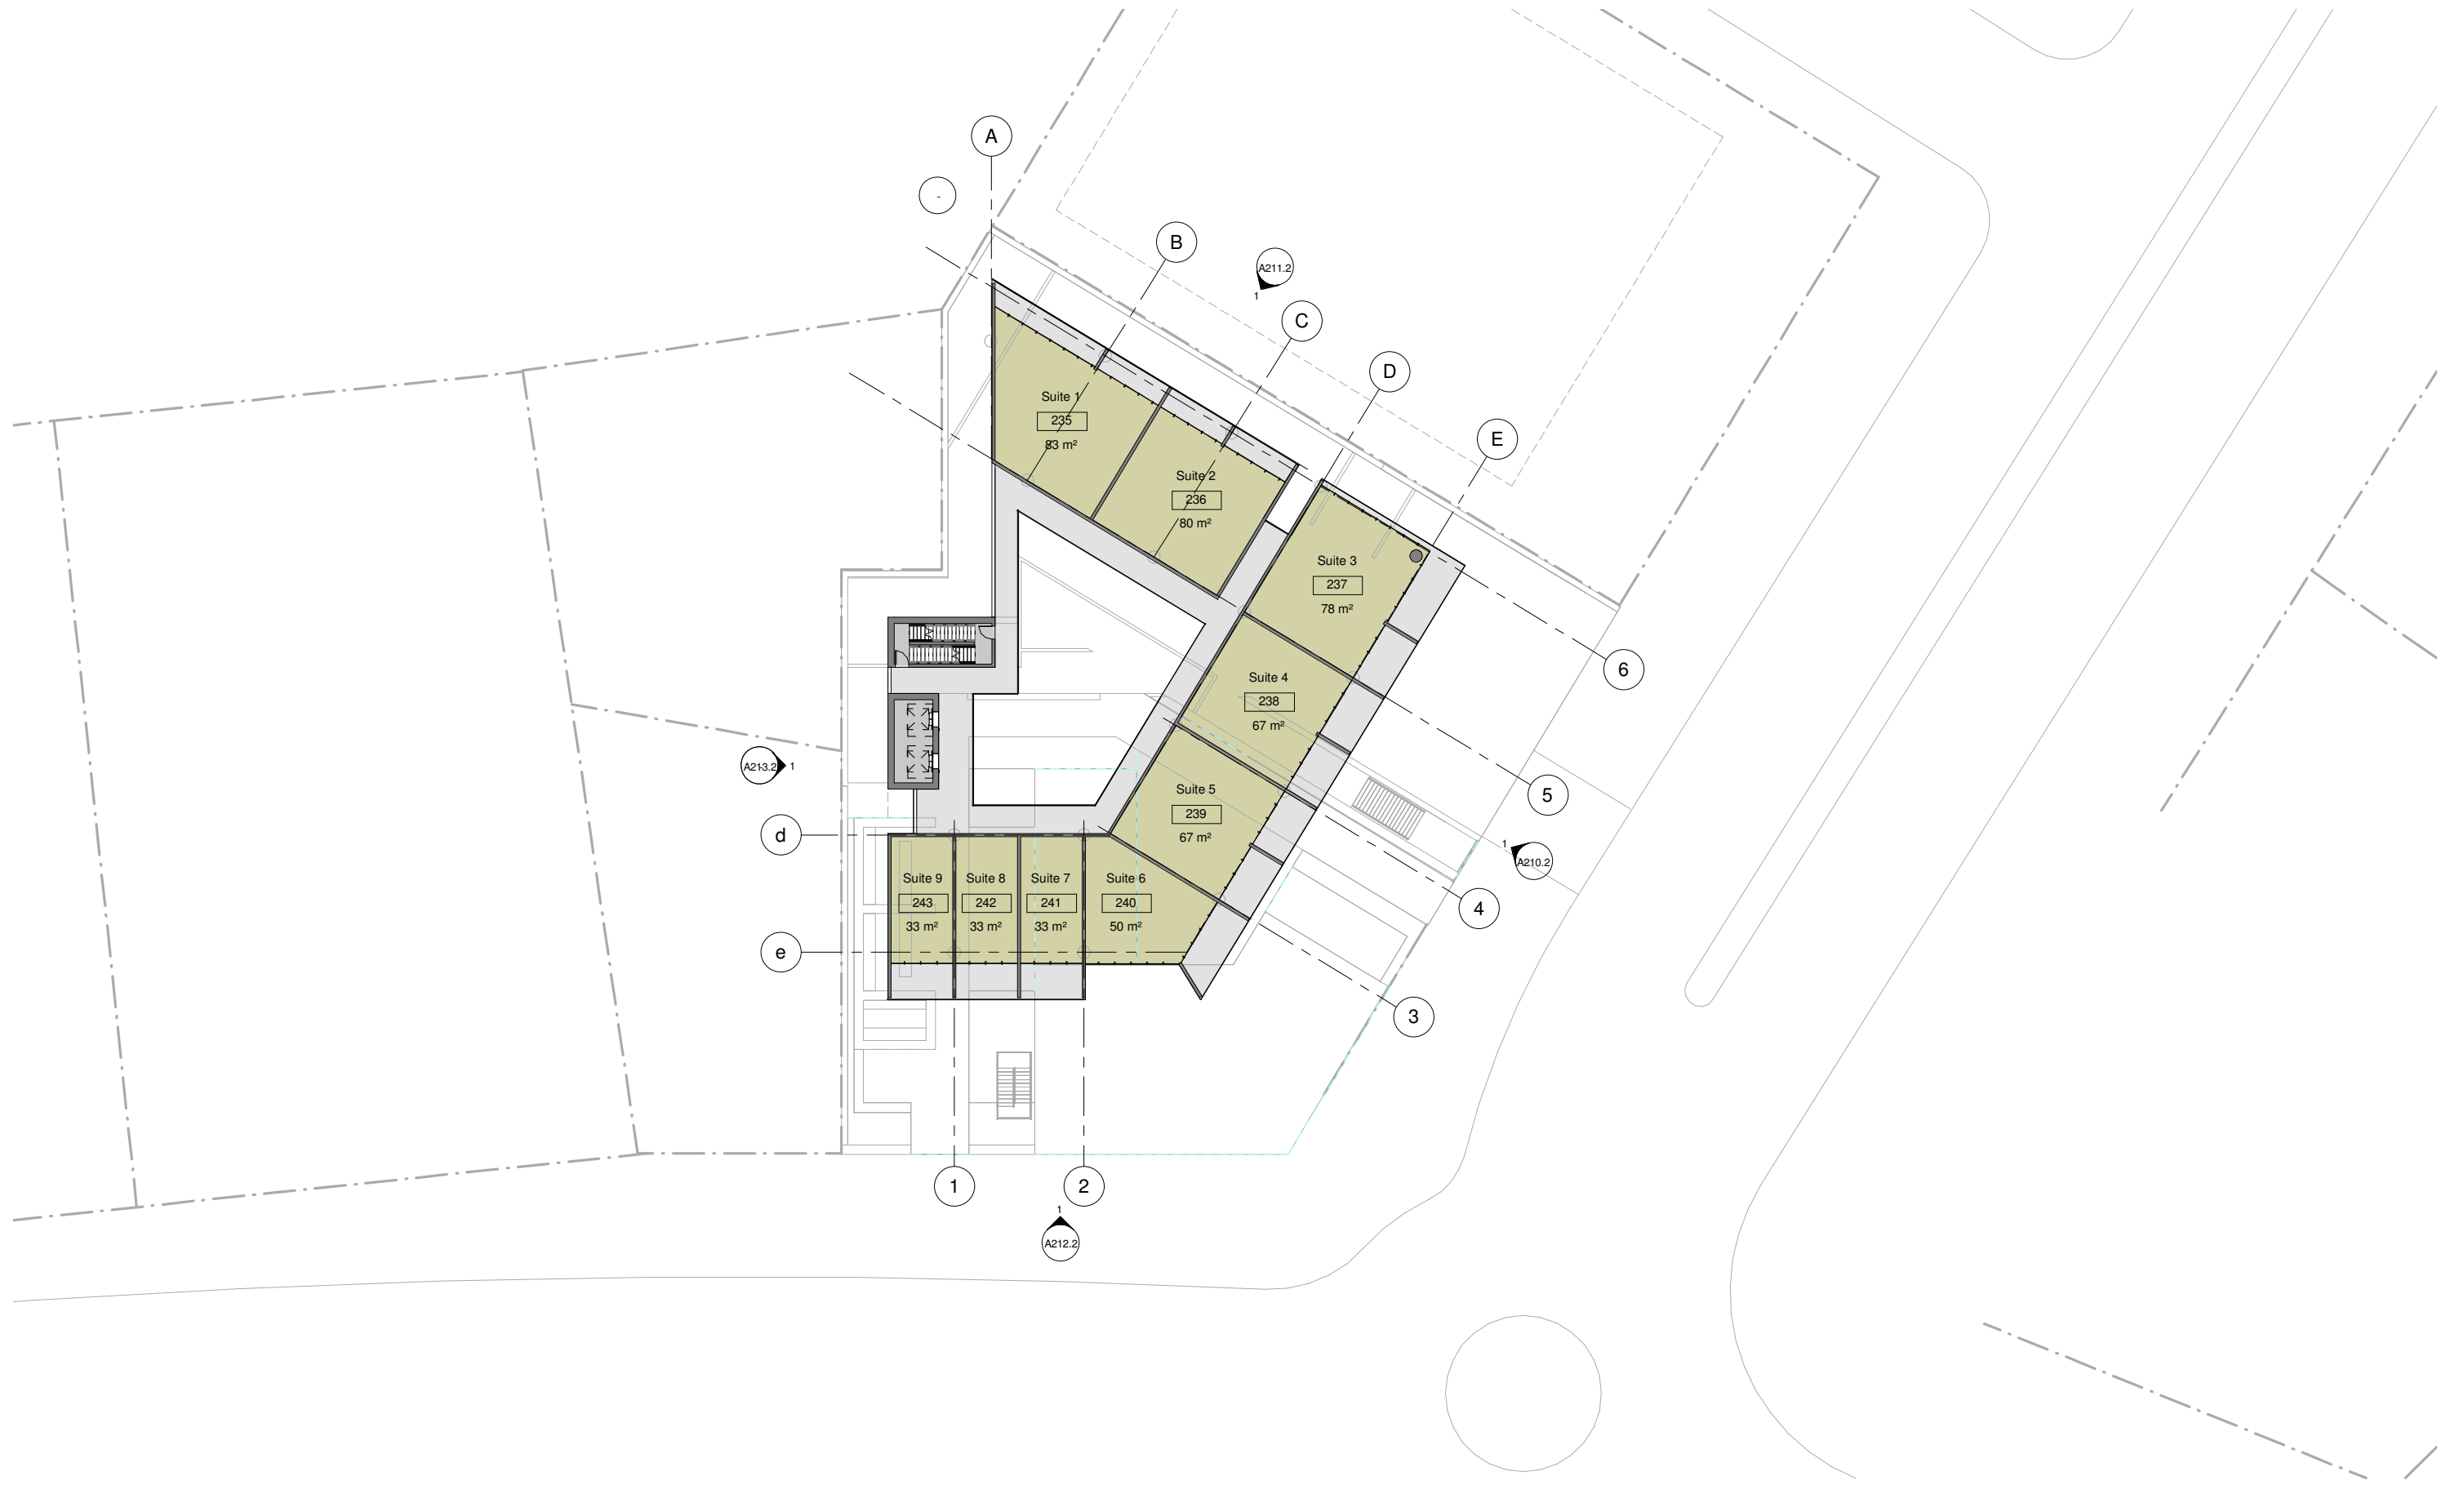 A
-
B
A211.2
1
C
D
E
Suite 1
235
83 m²
Suite 2
236
80 m²
Suite 3
237
78 m²
6
Suite 4
238
67 m²
A213.2
1
5
Suite 5
239
67 m²
d
1
A210.2
Suite 9
243
33 m²
Suite 8
242
33 m²
Suite 7
241
33 m²
Suite 6
240
50 m²
4
e
3
1
2
1
A212.2